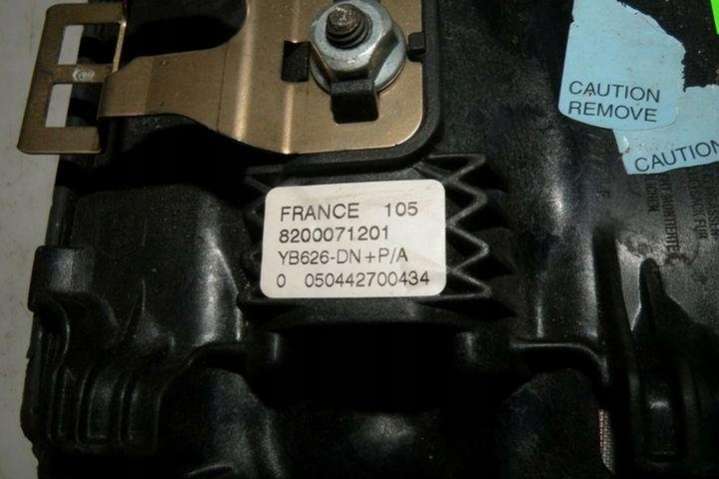 CAUTION
REMOVE
CAUTION
FRANCE 105
8200071201
YB626-DN+P/A
0 050442700434